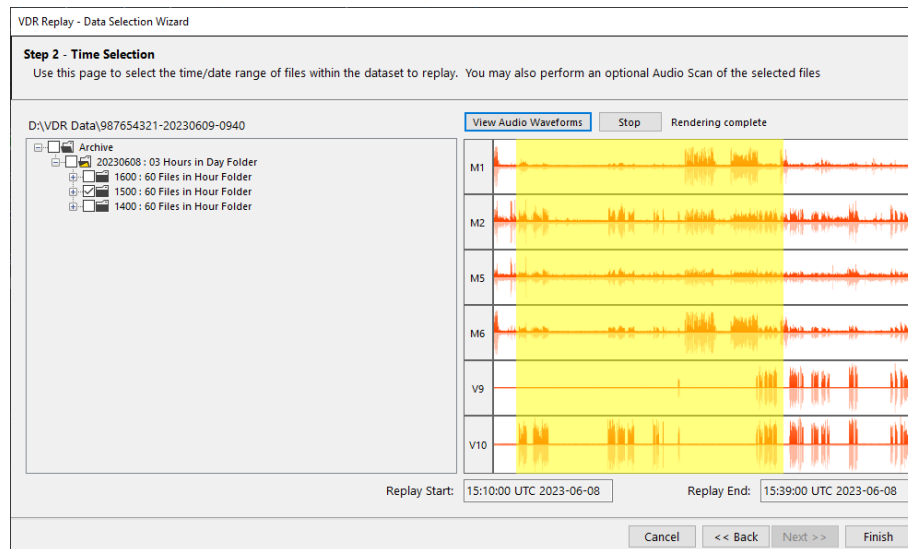 VDR Replay - Data Selection Wizard
Step 2 - Time Selection
Use this page to select the time/date range of files within the dataset to replay. You may also perform an optional Audio Scan of the selected files
D:\VDR Data\987654321-20230609-0940
View Audio Waveforms Stop Rendering complete
Archive
20230608 : 03 Hours in Day Folder
1600 : 60 Files in Hour Folder
1500 : 60 Files in Hour Folder
1400 : 60 Files in Hour Folder
M1
M2
M5
M6
V9
V10
Replay Start: 15:10:00 UTC 2023-06-08 Replay End: 15:39:00 UTC 2023-06-08
Cancel << Back Next >> Finish